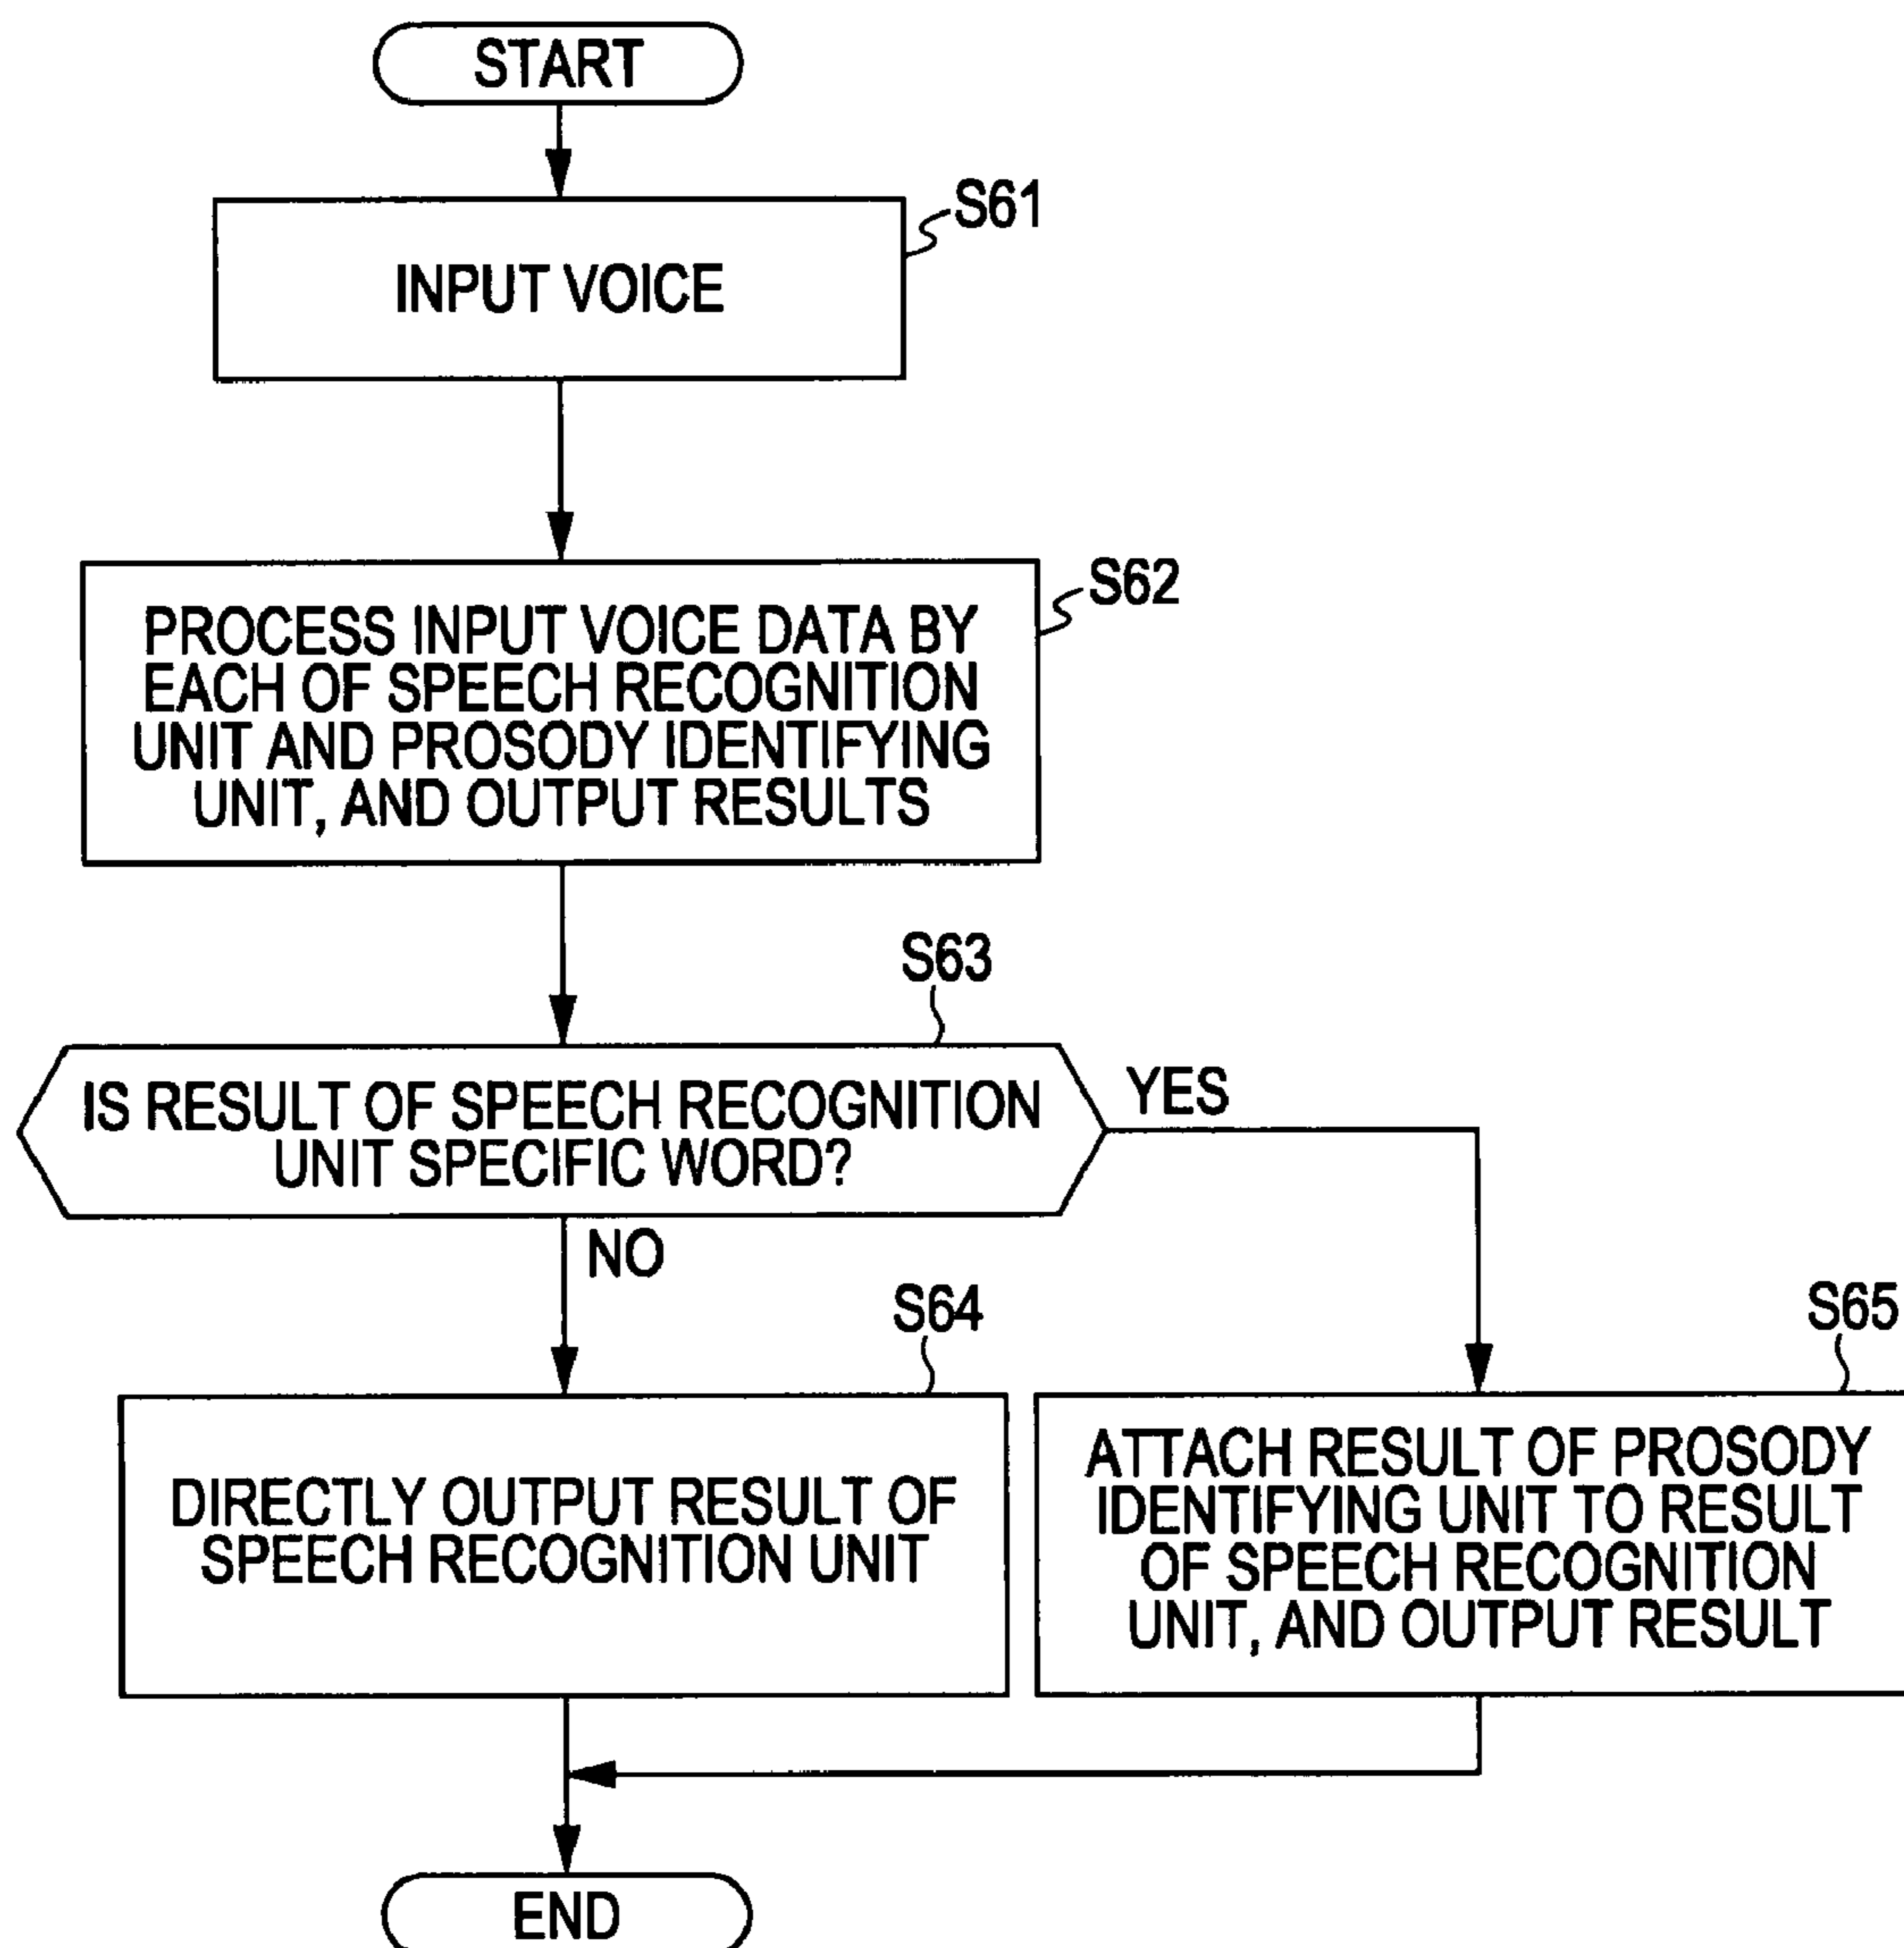 START
S61
INPUT VOICE
S62
PROCESS INPUT VOICE DATA BY
EACH OF SPEECH RECOGNITION
UNIT AND PROSODY IDENTIFYING
UNIT, AND OUTPUT RESULTS
S63
IS RESULT OF SPEECH RECOGNITION
UNIT SPECIFIC WORD?
YES
NO
S64
DIRECTLY OUTPUT RESULT OF
SPEECH RECOGNITION UNIT
S65
ATTACH RESULT OF PROSODY
IDENTIFYING UNIT TO RESULT
OF SPEECH RECOGNITION
UNIT, AND OUTPUT RESULT
END